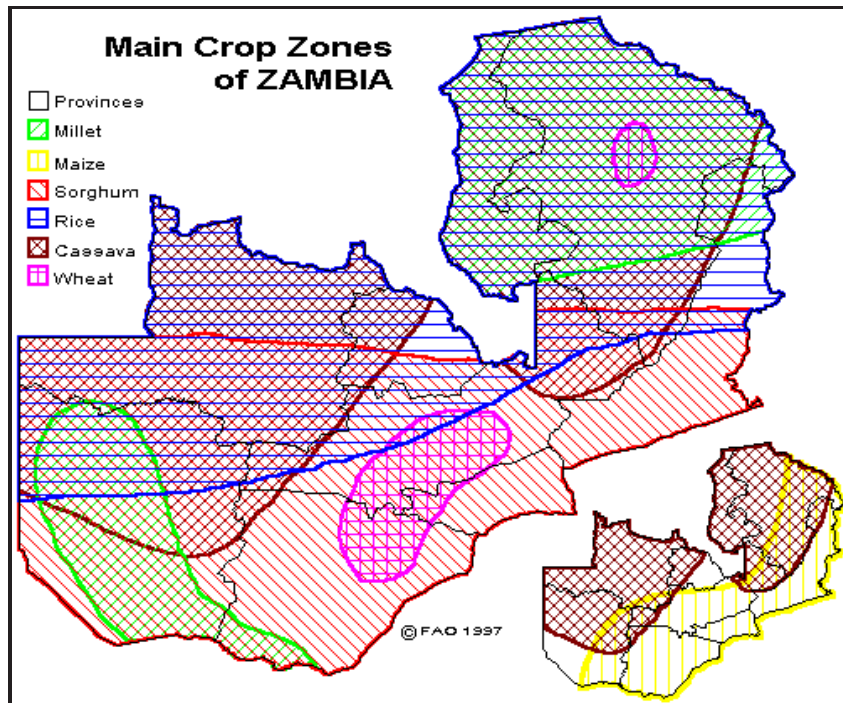 Main Crop Zones
of ZAMBIA
Provinces
Millet
Maize
Sorghum
Rice
Cassava
Wheat
© FAO 1997